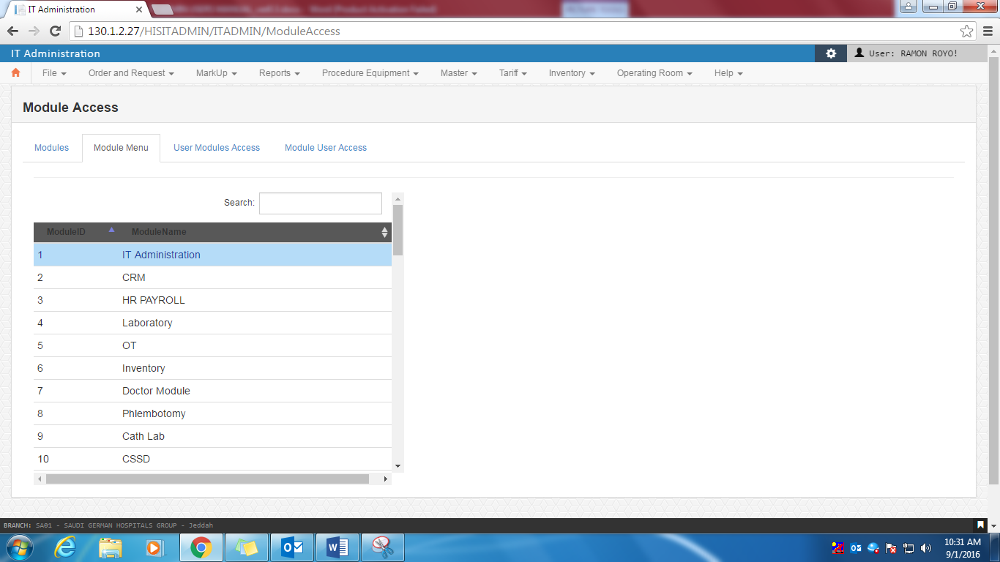 IT Administration
130.1.2.27/HISITADMIN/ITADMIN/ModuleAccess
IT Administration
User: RAMON ROYO!
File Order and Request MarkUp Reports Procedure Equipment Master Tariff Inventory Operating Room Help
Module Access
Modules Module Menu User Modules Access Module User Access
Search:
ModuleID ModuleName
1 IT Administration
2 CRM
3 HR PAYROLL
4 Laboratory
5 OT
6 Inventory
7 Doctor Module
8 Phlembotomy
9 Cath Lab
10 CSSD
BRANCH: SA01 - SAUDI GERMAN HOSPITALS GROUP - Jeddah
10:31 AM
9/1/2016